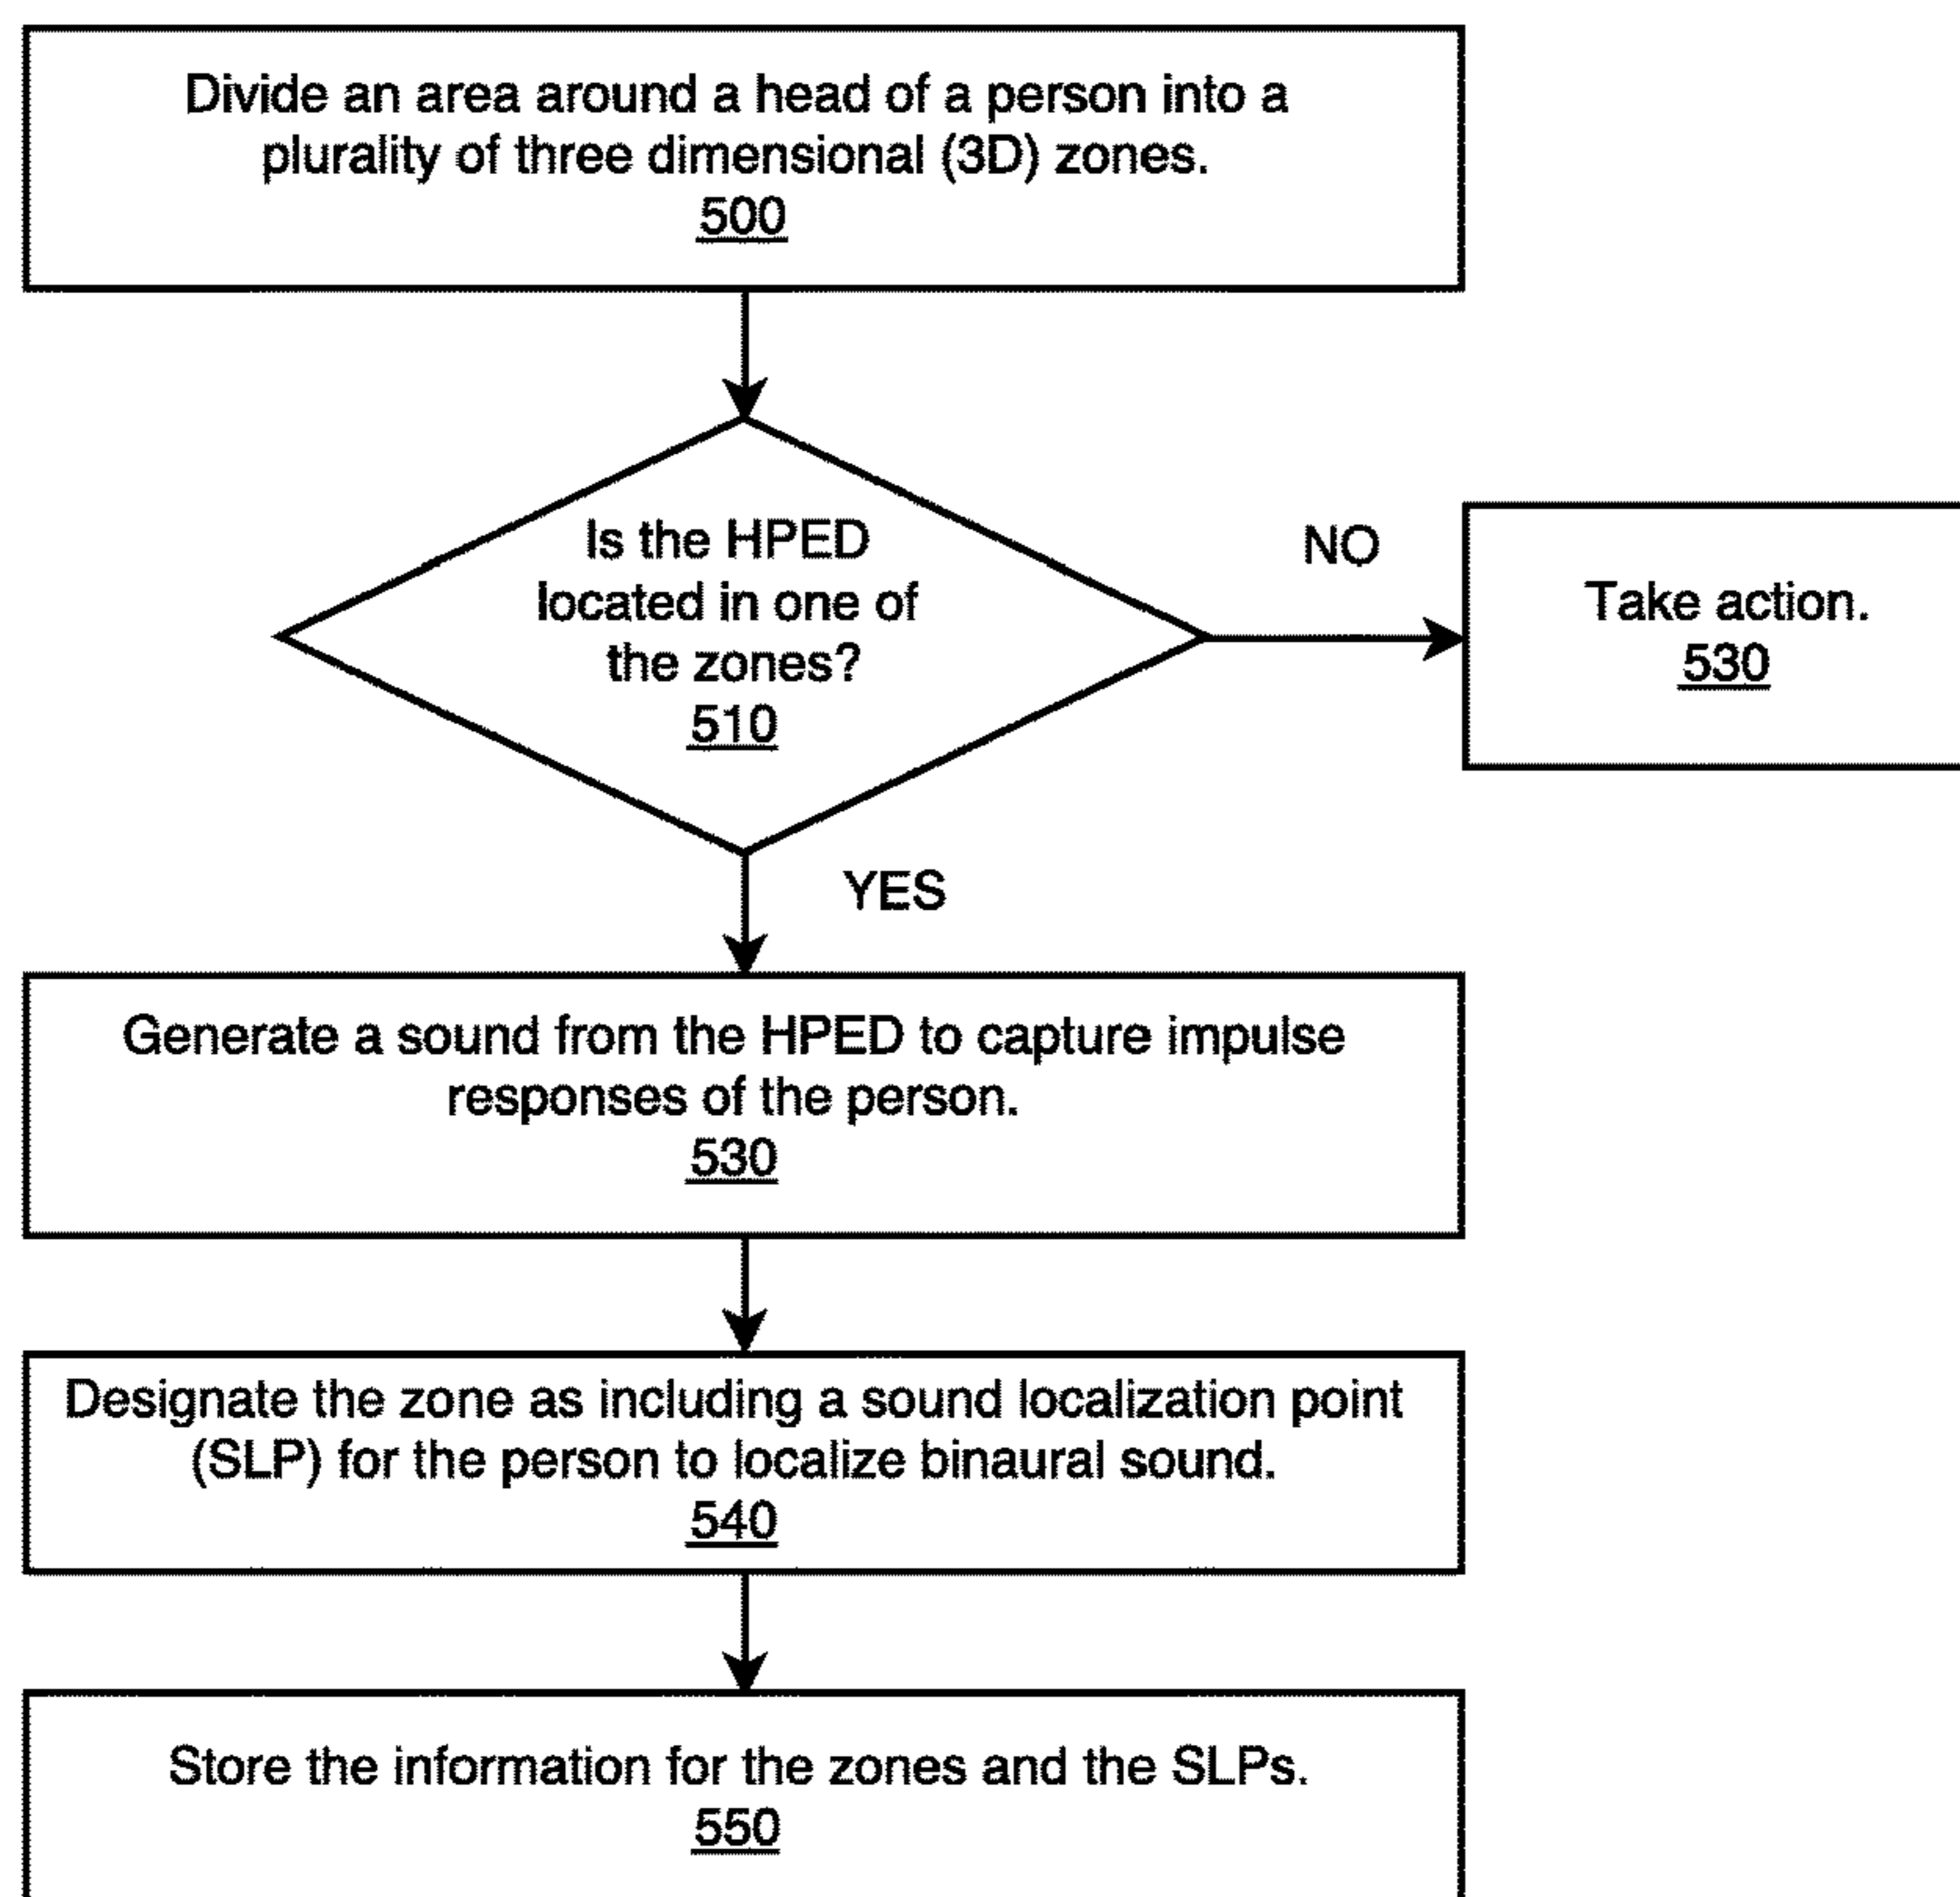 Divide an area around a head of a person into a
plurality of three dimensional (3D) zones.
500
Is the HPED
located in one of
the zones?
510
NO
Take action.
530
YES
Generate a sound from the HPED to capture impulse
responses of the person.
530
Designate the zone as including a sound localization point
(SLP) for the person to localize binaural sound.
540
Store the information for the zones and the SLPs.
550